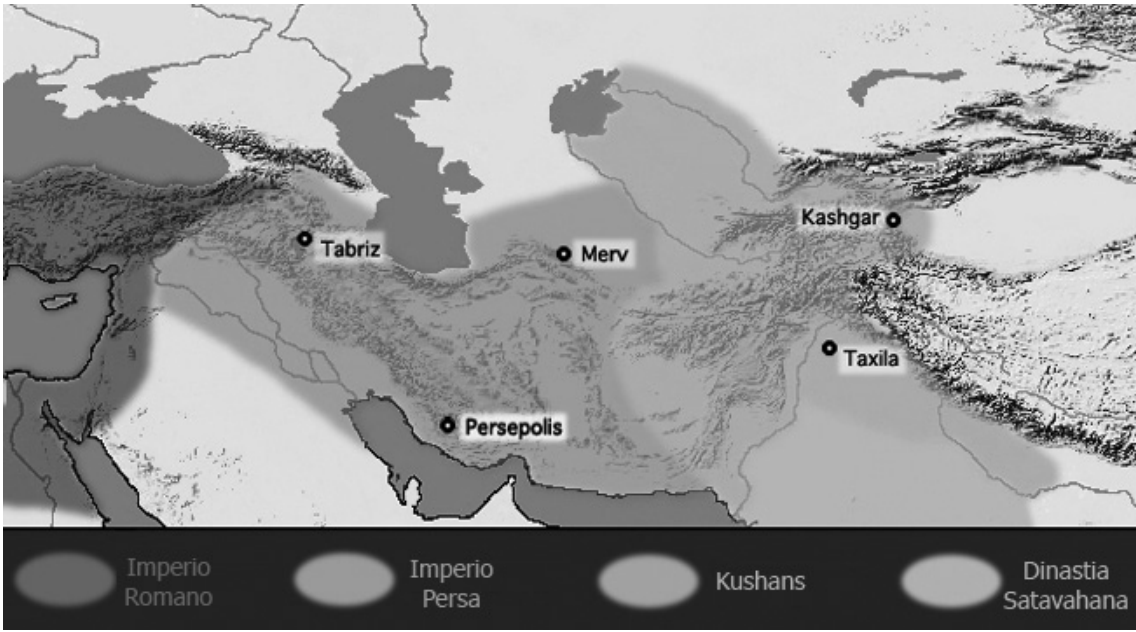 Kashgar
Tabriz
Merv
Taxila
Persepolis
Imperio
Romano
Imperio
Persa
Kushans
Dinastia
Satavahana